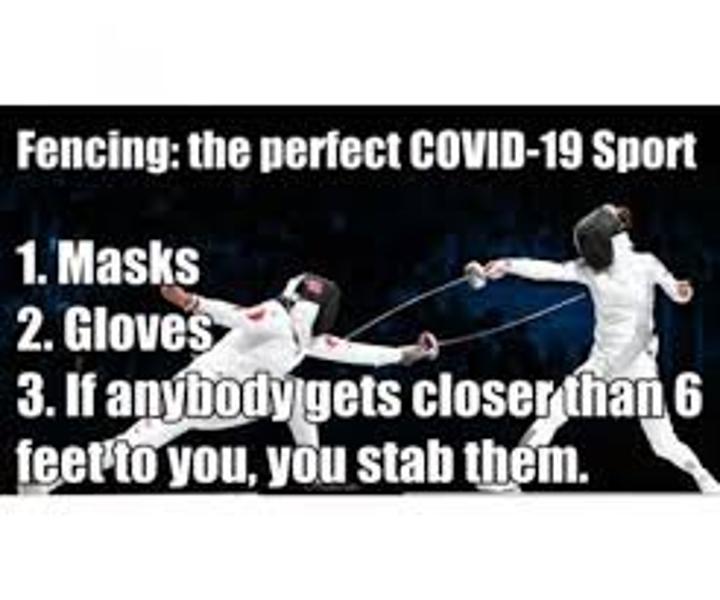 Fencing: the perfect COVID-19 Sport
1. Masks
2. Gloves
3. If anybody gets closer than 6
feet to you, you stab them.